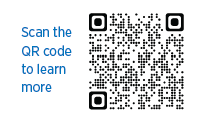 Scan the
QR code
to learn
more